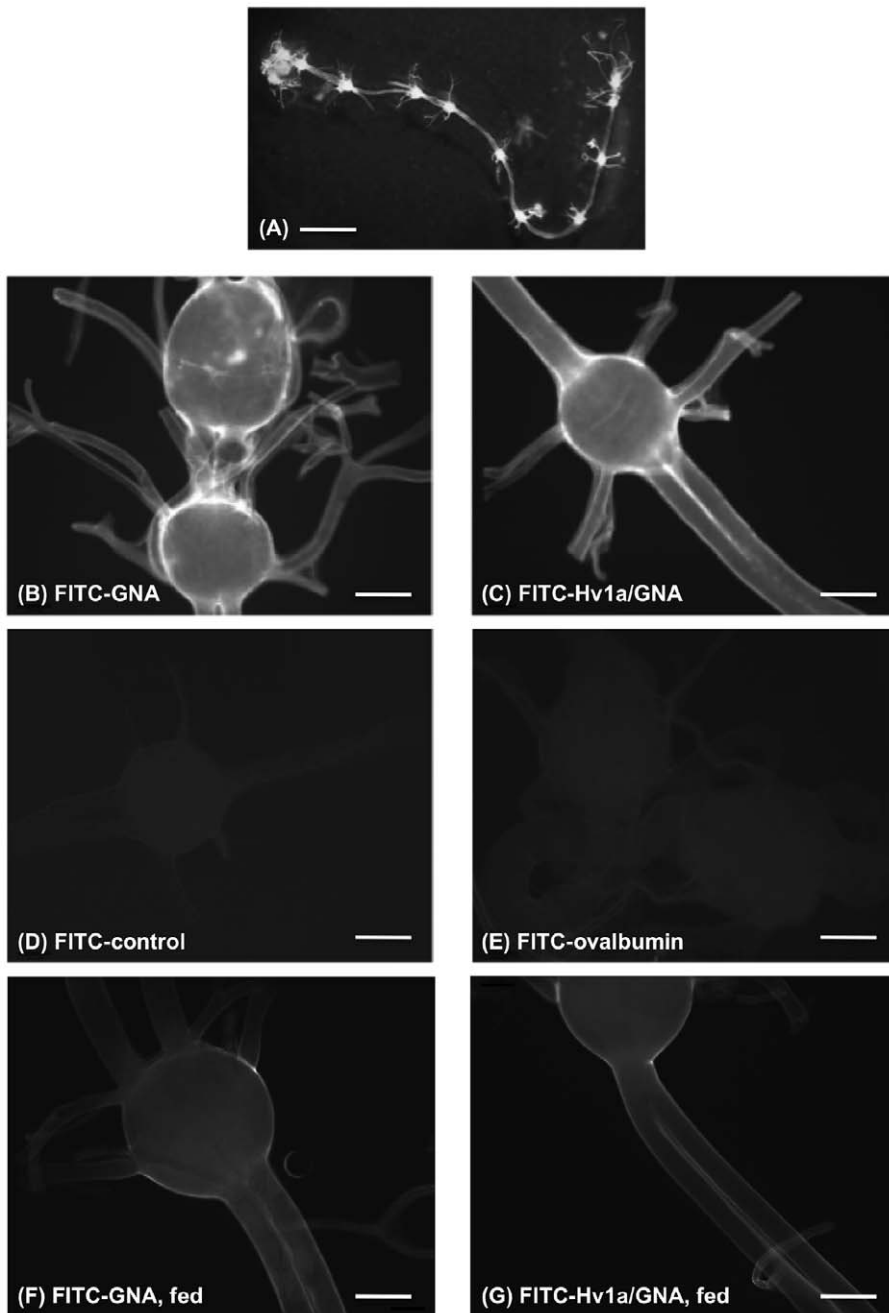 (A)
(B) FITC-GNA
(C) FITC-Hv1a/GNA
(D) FITC-control
(E) FITC-ovalbumin
(F) FITC-GNA, fed
(G) FITC-Hv1a/GNA, fed